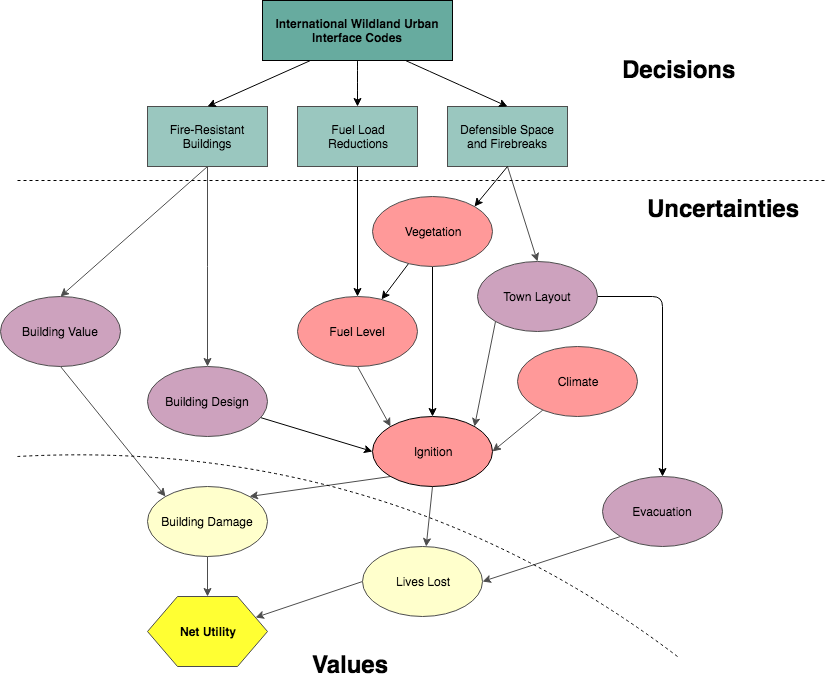 International Wildland Urban
Interface Codes
Decisions
Fire-Resistant
Buildings
Fuel Load
Reductions
Defensible Space
and Firebreaks
Uncertainties
Vegetation
Town Layout
Building Value
Fuel Level
Climate
Building Design
Ignition
Evacuation
Building Damage
Lives Lost
Net Utility
Values